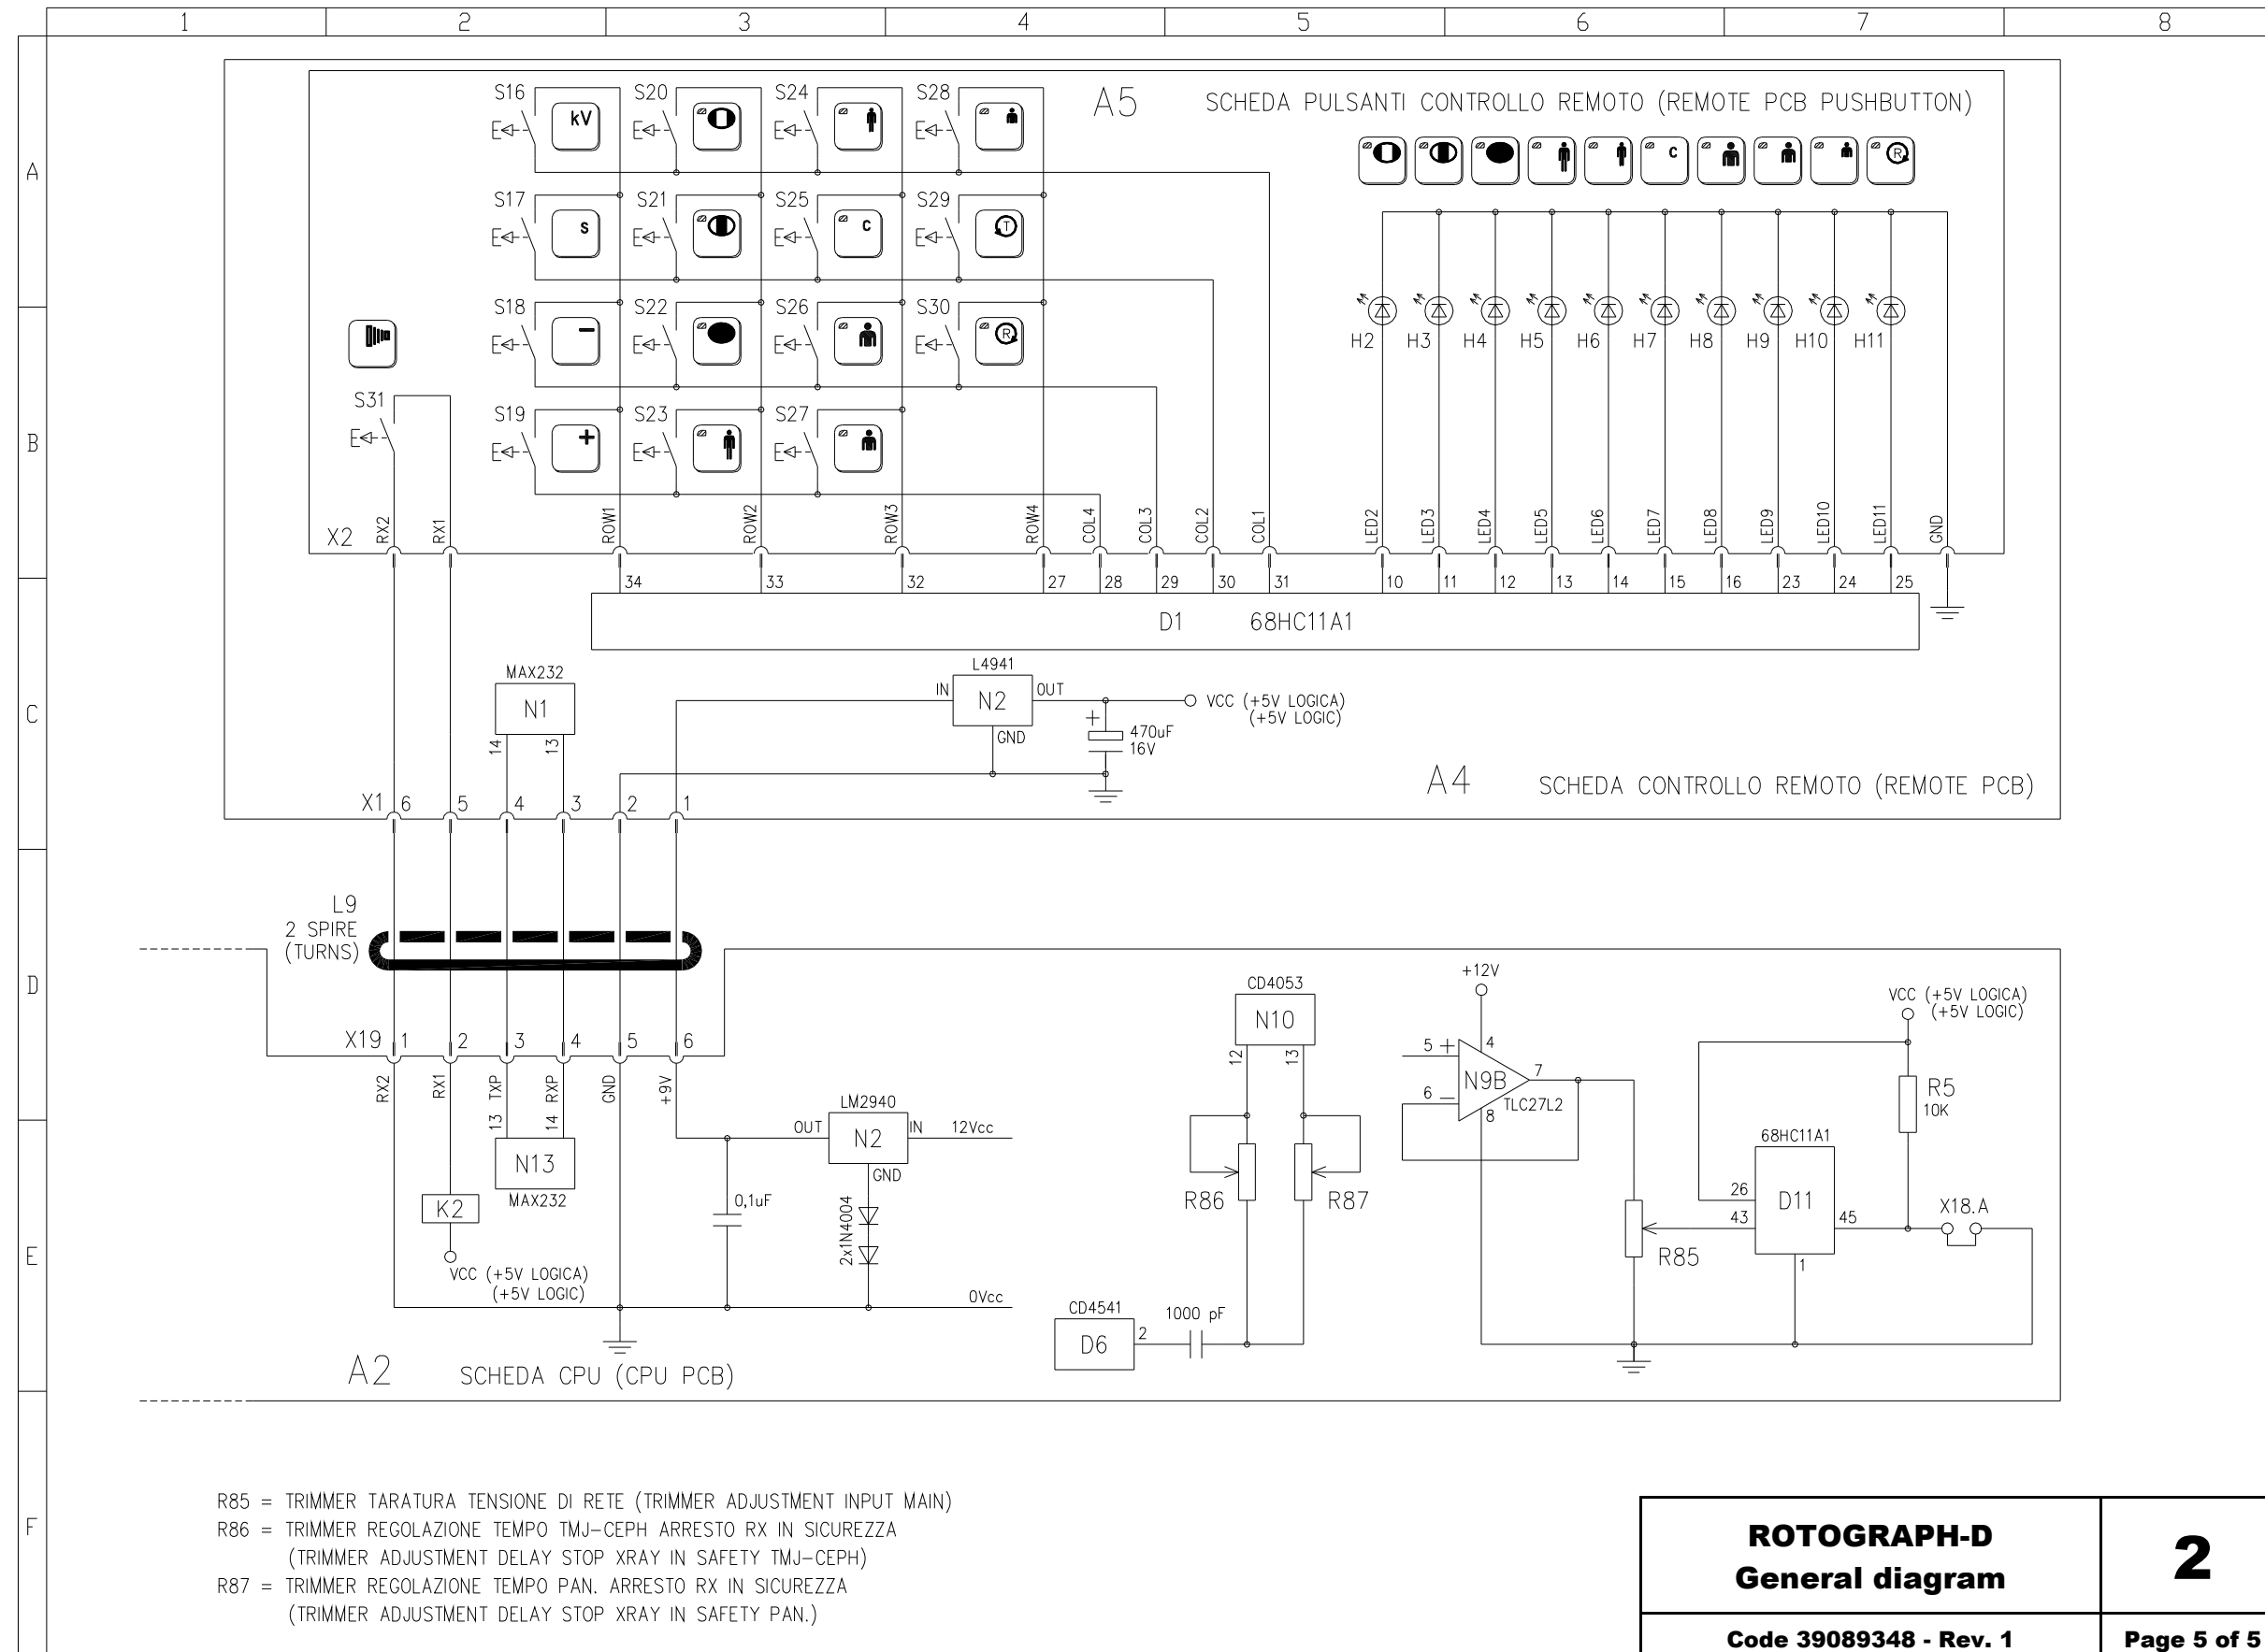 1 2 3 4 5 6 7 8
A
B
C
D
E
F
S16 kV S20 S24 S28
A5 SCHEDA PULSANTI CONTROLLO REMOTO (REMOTE PCB PUSHBUTTON)
C R
S17 S S21 S25 C S29 T
S18 S22 S26 S30 R
H2 H3 H4 H5 H6 H7 H8 H9 H10 H11
S31
S19 S23 S27
X2 RX2 RX1 ROW1 ROW2 ROW3 ROW4 COL4 COL3 COL2 COL1 LED2 LED3 LED4 LED5 LED6 LED7 LED8 LED9 LED10 LED11 GND
34 33 32 27 28 29 30 31 10 11 12 13 14 15 16 23 24 25
D1 68HC11A1
MAX232
N1
14 13
L4941
IN N2 OUT
GND
VCC (+5V LOGICA)
(+5V LOGIC)
+ 470uF
16V
A4 SCHEDA CONTROLLO REMOTO (REMOTE PCB)
X1 6 5 4 3 2 1
L9
2 SPIRE
(TURNS)
X19 1 2 3 4 5 6
RX2 RX1 TXP RXP GND +9V
13 14
N13
MAX232
K2
VCC (+5V LOGICA)
(+5V LOGIC)
LM2940
OUT N2 IN 12Vcc
GND
0,1uF
2x1N4004
0Vcc
A2 SCHEDA CPU (CPU PCB)
CD4053
N10
12 13
R86 R87
CD4541
D6 2
1000 pF
+12V
5 + 4
N9B 7
6 − 8
TLC27L2
R85
VCC (+5V LOGICA)
(+5V LOGIC)
R5
10K
68HC11A1
26 D11
43 45
1
X18.A
R85 = TRIMMER TARATURA TENSIONE DI RETE (TRIMMER ADJUSTMENT INPUT MAIN)
R86 = TRIMMER REGOLAZIONE TEMPO TMJ-CEPH ARRESTO RX IN SICUREZZA
(TRIMMER ADJUSTMENT DELAY STOP XRAY IN SAFETY TMJ-CEPH)
R87 = TRIMMER REGOLAZIONE TEMPO PAN. ARRESTO RX IN SICUREZZA
(TRIMMER ADJUSTMENT DELAY STOP XRAY IN SAFETY PAN.)
ROTOGRAPH-D
General diagram
2
Code 39089348 - Rev. 1
Page 5 of 5